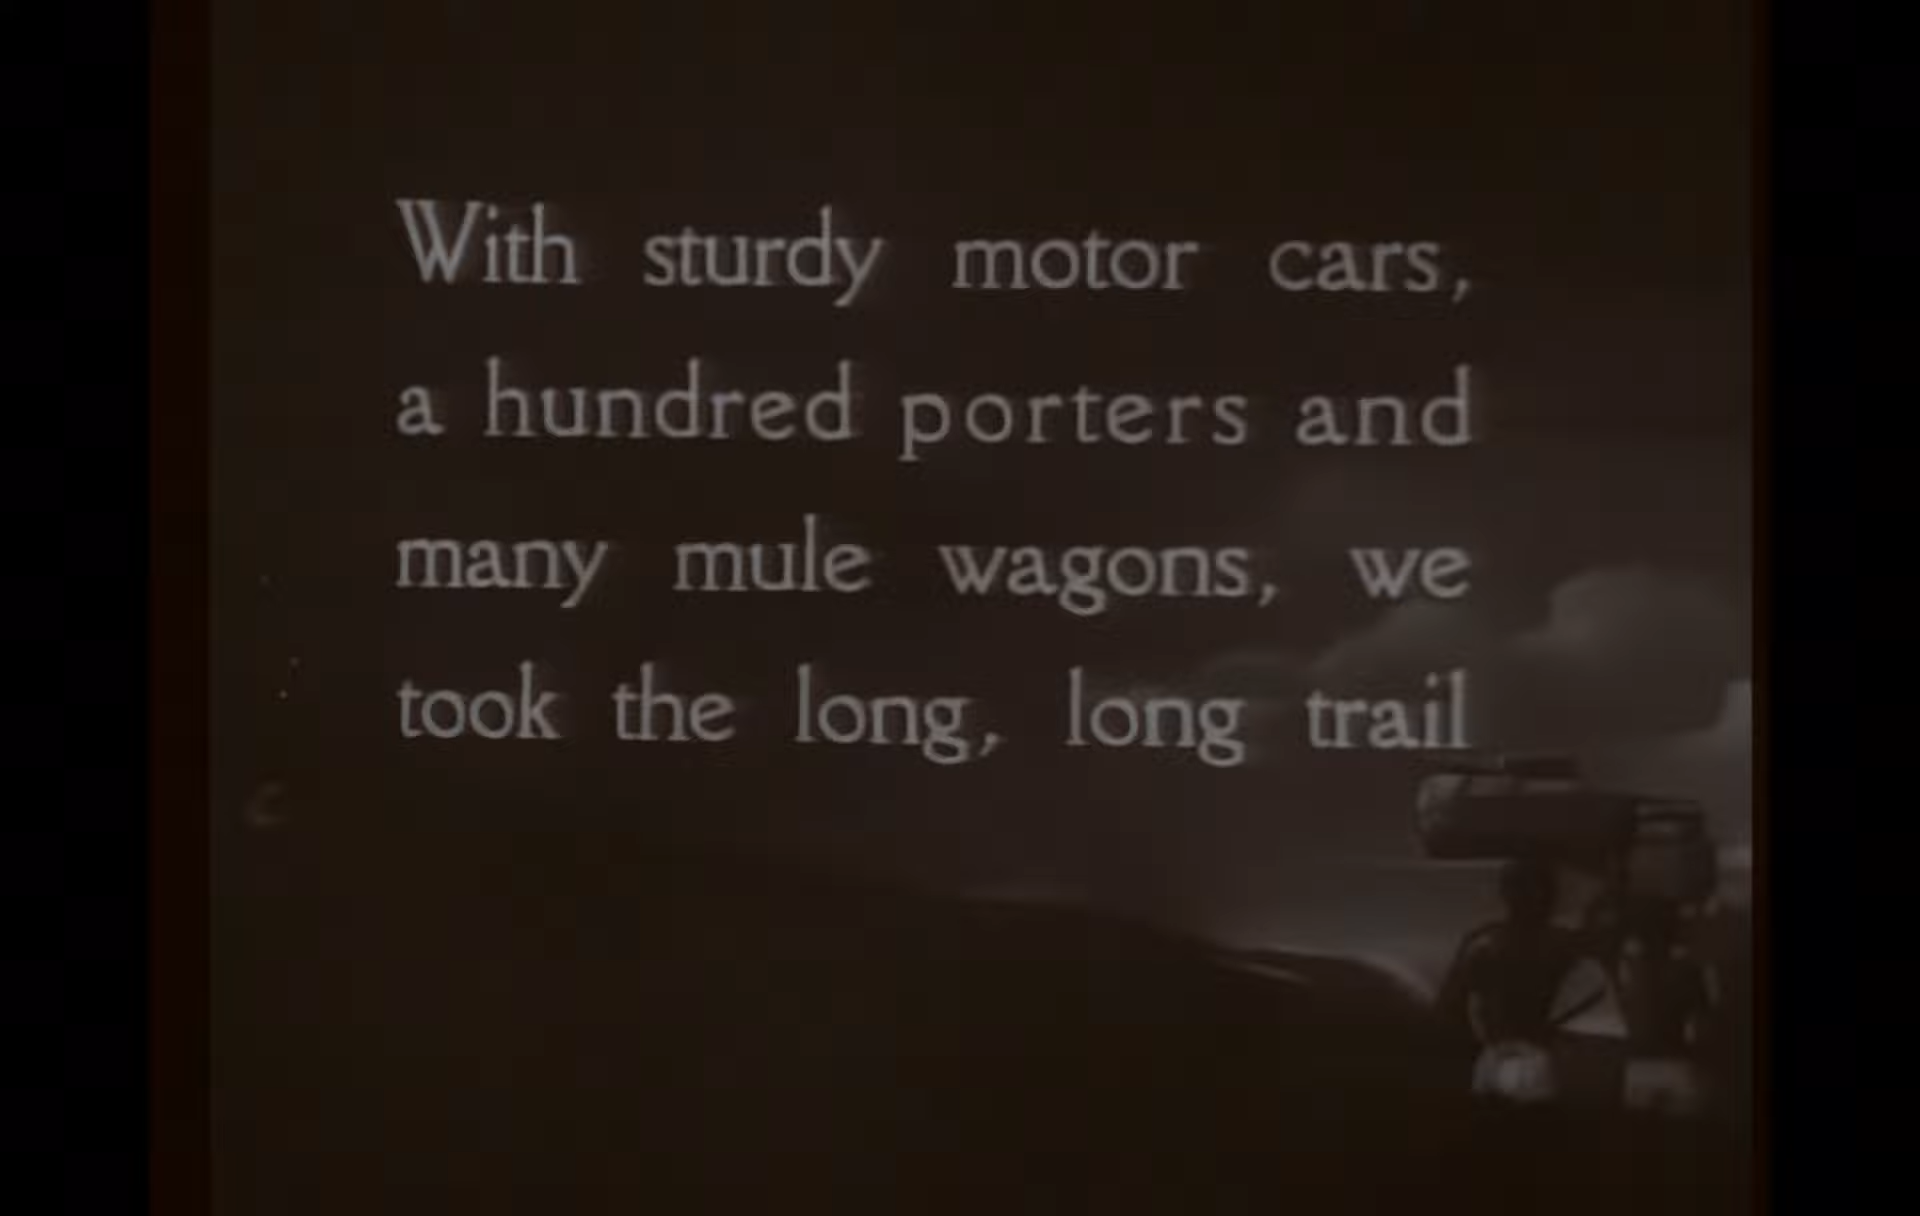 With sturdy motor cars,
a hundred porters and
many mule wagons, we
took the long, long trail